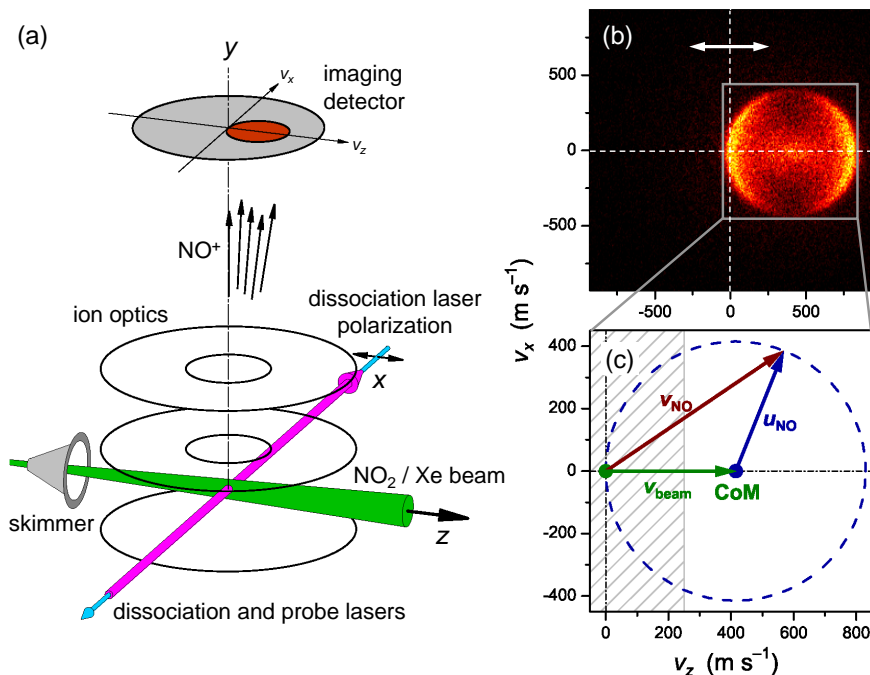 (a)
y
imaging
detector
vₓ
v_z
NO⁺
dissociation laser
polarization
ion optics
x
NO₂ / Xe beam
skimmer
z
dissociation and probe lasers
(b)
500
0
-500
-500
0
500
vₓ (m s⁻¹)
(c)
400
200
0
-200
-400
v_NO
u_NO
v_beam
CoM
0
200
400
600
800
v_z (m s⁻¹)